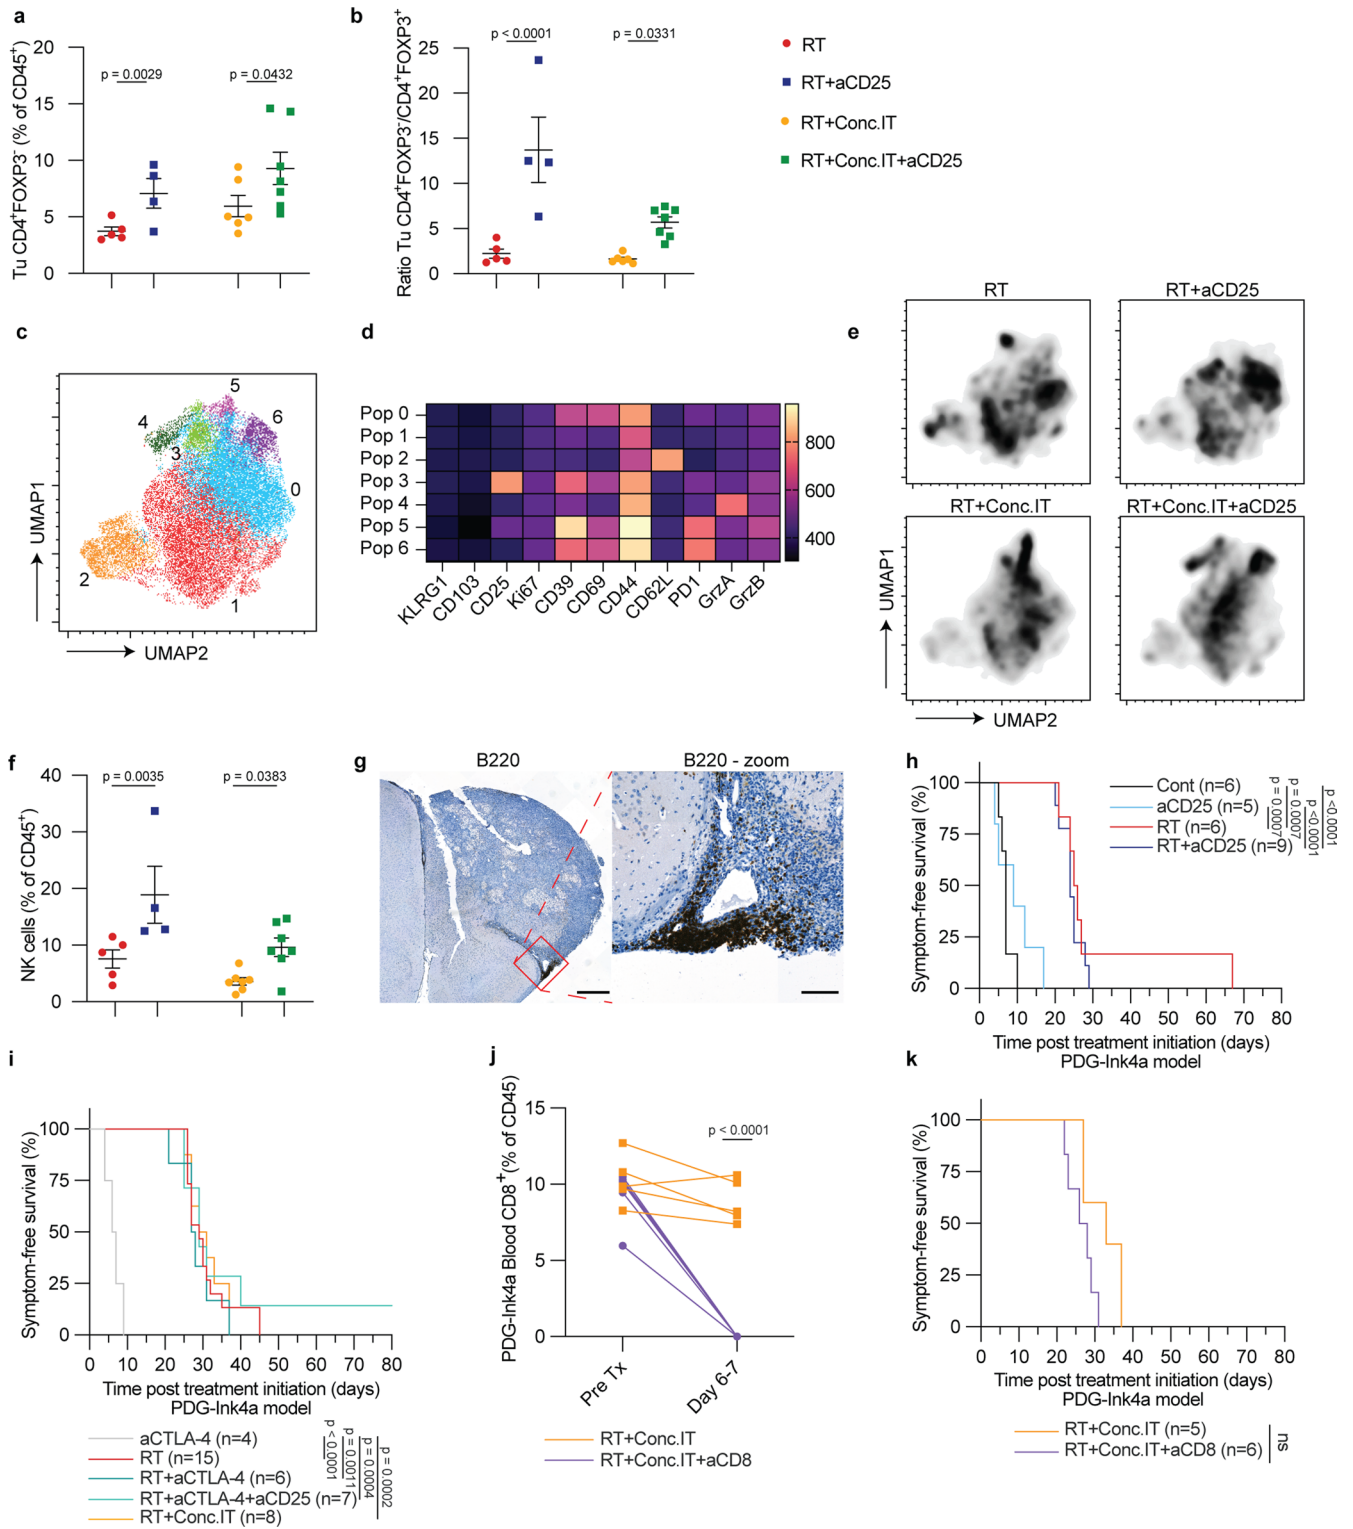 a
Tu CD4+FOXP3- (% of CD45+)
20
15
10
5
0
p = 0.0029
p = 0.0432
b
Ratio Tu CD4+FOXP3-/CD4+FOXP3+
25
20
15
10
5
0
p < 0.0001
p = 0.0331
RT
RT+aCD25
RT+Conc.IT
RT+Conc.IT+aCD25
c
UMAP1
UMAP2
0
1
2
3
4
5
6
d
Pop 0
Pop 1
Pop 2
Pop 3
Pop 4
Pop 5
Pop 6
KLRG1
CD103
CD25
Ki67
CD39
CD69
CD44
CD62L
PD1
GrzA
GrzB
800
600
400
e
RT
RT+aCD25
RT+Conc.IT
RT+Conc.IT+aCD25
UMAP1
UMAP2
f
NK cells (% of CD45+)
40
30
20
10
0
p = 0.0035
p = 0.0383
g
B220
B220 - zoom
h
Symptom-free survival (%)
100
75
50
25
0
0 10 20 30 40 50 60 70 80
Time post treatment initiation (days)
PDG-Ink4a model
Cont (n=6)
aCD25 (n=5)
RT (n=6)
RT+aCD25 (n=9)
p = 0.0007
p = 0.0007
p <0.0001
p <0.0001
i
Symptom-free survival (%)
100
75
50
25
0
0 10 20 30 40 50 60 70 80
Time post treatment initiation (days)
PDG-Ink4a model
aCTLA-4 (n=4)
RT (n=15)
RT+aCTLA-4 (n=6)
RT+aCTLA-4+aCD25 (n=7)
RT+Conc.IT (n=8)
p < 0.0001
p = 0.0011
p = 0.0004
p = 0.0002
j
PDG-Ink4a Blood CD8+ (% of CD45)
15
10
5
0
p < 0.0001
Pre Tx
Day 6-7
RT+Conc.IT
RT+Conc.IT+aCD8
k
Symptom-free survival (%)
100
75
50
25
0
0 10 20 30 40 50 60 70 80
Time post treatment initiation (days)
PDG-Ink4a model
RT+Conc.IT (n=5)
RT+Conc.IT+aCD8 (n=6)
ns